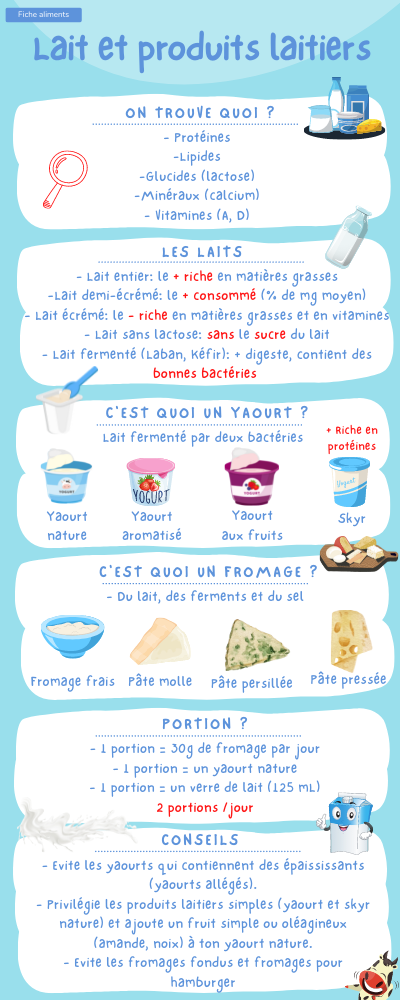 Fiche aliments
Lait et produits laitiers
ON TROUVE QUOI ?
- Protéines
-Lipides
-Glucides (lactose)
-Minéraux (calcium)
- Vitamines (A, D)
LES LAITS
- Lait entier: le + riche en matières grasses
-Lait demi-écrémé: le + consommé (% de mg moyen)
- Lait écrémé: le - riche en matières grasses et en vitamines
- Lait sans lactose: sans le sucre du lait
- Lait fermenté (Laban, Kéfir): + digeste, contient des
bonnes bactéries
C'EST QUOI UN YAOURT ?
Lait fermenté par deux bactéries
+ Riche en
protéines
YOGURT
Yogurt
Yaourt
nature
Yaourt
aromatisé
Yaourt
aux fruits
Skyr
C'EST QUOI UN FROMAGE ?
- Du lait, des ferments et du sel
Fromage frais
Pâte molle
Pâte persillée
Pâte pressée
PORTION ?
- 1 portion = 30g de fromage par jour
- 1 portion = un yaourt nature
- 1 portion = un verre de lait (125 mL)
2 portions /jour
CONSEILS
- Evite les yaourts qui contiennent des épaississants
(yaourts allégés).
- Privilégie les produits laitiers simples (yaourt et skyr
nature) et ajoute un fruit simple ou oléagineux
(amande, noix) à ton yaourt nature.
- Evite les fromages fondus et fromages pour
hamburger